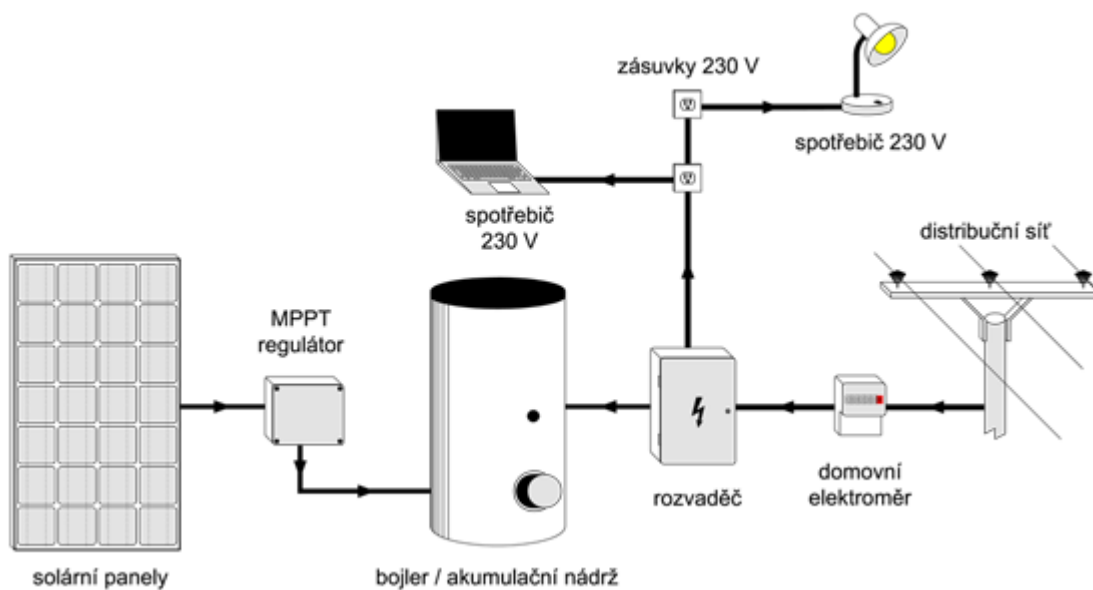 zásuvky 230 V
spotřebič 230 V
spotřebič
230 V
distribuční síť
MPPT
regulátor
rozvaděč
domovní
elektroměr
solární panely
bojler / akumulační nádrž